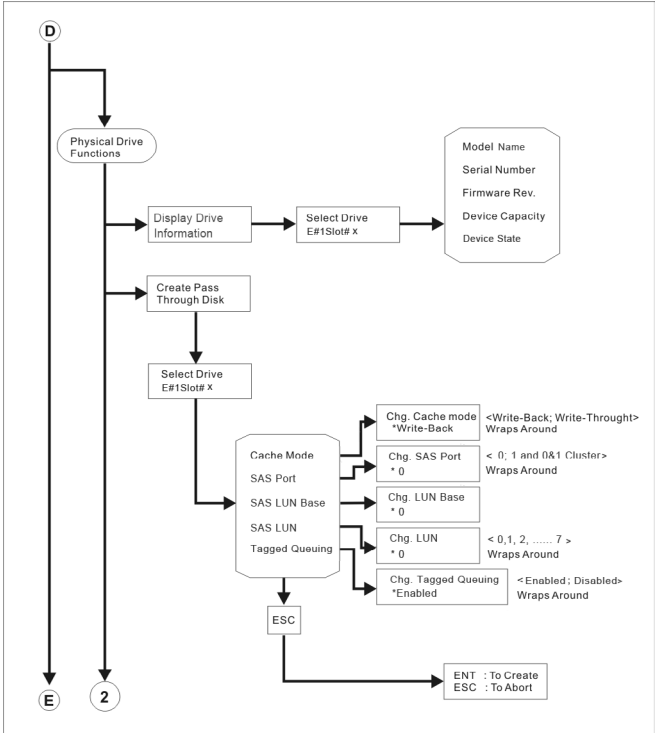 D
Physical Drive
Functions
Display Drive
Information
Select Drive
E#1Slot# x
Model Name
Serial Number
Firmware Rev.
Device Capacity
Device State
Create Pass
Through Disk
Select Drive
E#1Slot# x
Cache Mode
SAS Port
SAS LUN Base
SAS LUN
Tagged Queuing
Chg. Cache mode
*Write-Back
<Write-Back; Write-Throught>
Wraps Around
Chg. SAS Port
* 0
< 0; 1 and 0&1 Cluster>
Wraps Around
Chg. LUN Base
* 0
Chg. LUN
* 0
< 0,1, 2, ...... 7 >
Wraps Around
Chg. Tagged Queuing
*Enabled
<Enabled; Disabled>
Wraps Around
ESC
ENT : To Create
ESC : To Abort
E
2